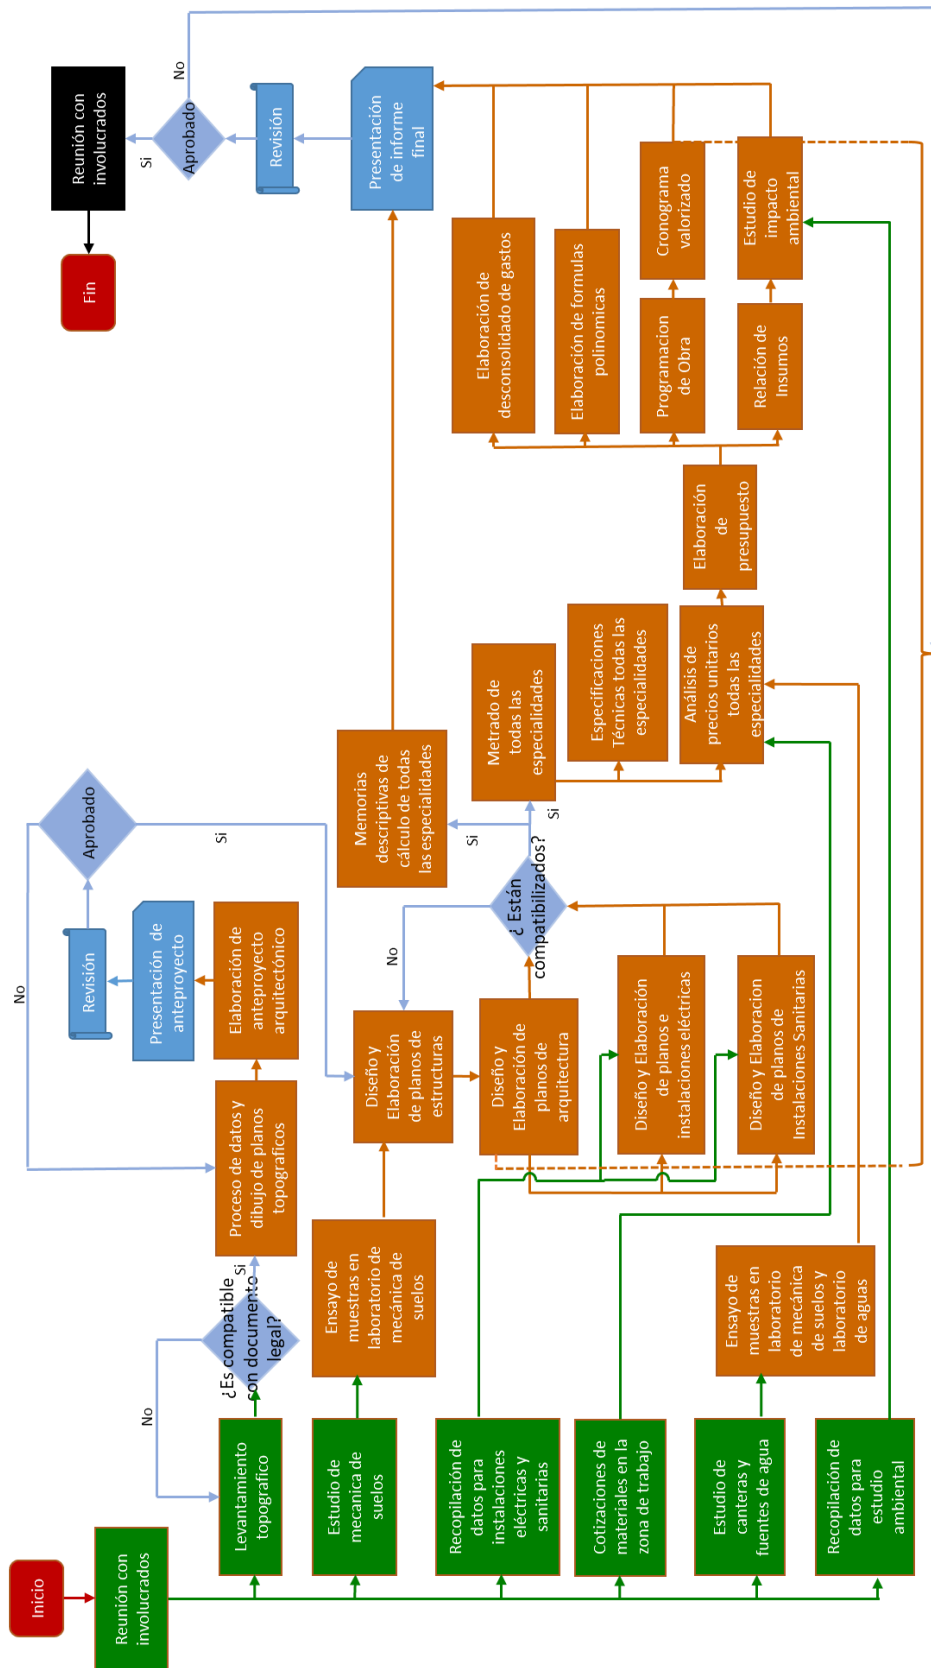 Inicio
Reunión con
involucrados
Levantamiento
topografico
Estudio de
mecanica de
suelos
Recopilación de
datos para
instalaciones
eléctricas y
sanitarias
Cotizaciones de
materiales en la
zona de trabajo
Estudio de
canteras y
fuentes de agua
Recopilación de
datos para
estudio
ambiental
No
¿Es compatible
con documento
legal?
Si
Ensayo de
muestras en
laboratorio de
mecánica de
suelos
Ensayo de
muestras en
laboratorio
de mecánica
de suelos y
laboratorio
de aguas
Proceso de datos y
dibujo de planos
topograficos
Elaboración de
anteproyecto
arquitectónico
Presentación de
anteproyecto
Revisión
No
Aprobado
Si
Diseño y
Elaboración
de planos de
estructuras
Diseño y
Elaboración de
planos de
arquitectura
Diseño y Elaboración
de planos e
instalaciones eléctricas
Diseño y Elaboracion
de planos de
Instalaciones Sanitarias
No
¿ Están
compatibilizados?
Si
Si
Memorias
descriptivas de
cálculo de todas
las especialidades
Metrado de
todas las
especialidades
Especificaciones
Técnicas todas las
especialidades
Análisis de
precios unitarios
todas las
especialidades
Elaboración
de
presupuesto
Elaboración de
desconsolidado de gastos
Elaboración de formulas
polinomicas
Programacion
de Obra
Relación de
Insumos
Cronograma
valorizado
Estudio de
impacto
ambiental
Presentación
de informe
final
Revisión
Aprobado
No
Si
Reunión con
involucrados
Fin